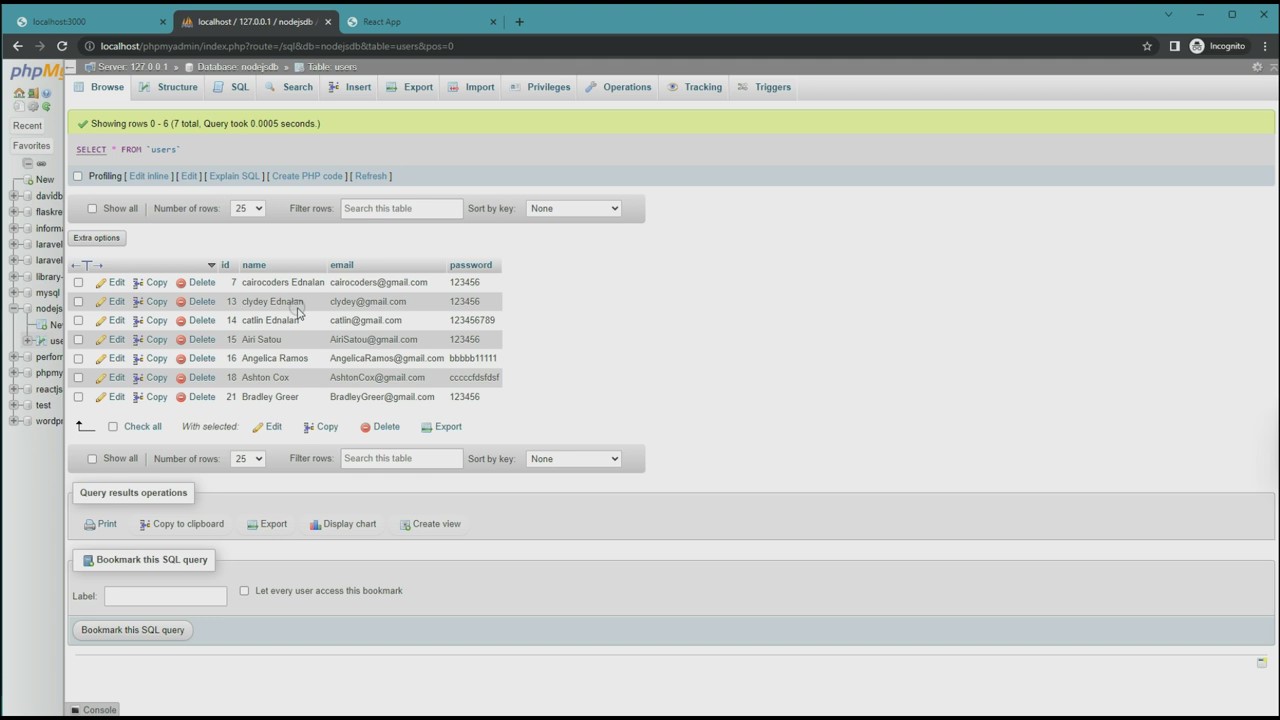 localhost:3000 localhost / 127.0.0.1 / nodejsdb / React App
localhost/phpmyadmin/index.php?route=/sql&db=nodejsdb&table=users&pos=0 Incognito
phpMy
Recent
Favorites
New
davidb
flaskre
informa
laravel
laravel
library-
mysql
nodejs
Ne
use
perform
phpmy
reactjs
test
wordpr
Server: 127.0.0.1 » Database: nodejsdb » Table: users
Browse Structure SQL Search Insert Export Import Privileges Operations Tracking Triggers
Showing rows 0 - 6 (7 total, Query took 0.0005 seconds.)
SELECT * FROM `users`
Profiling [ Edit inline ] [ Edit ] [ Explain SQL ] [ Create PHP code ] [ Refresh ]
Show all Number of rows: 25 Filter rows: Search this table Sort by key: None
Extra options
id name email password
Edit Copy Delete 7 cairocoders Ednalan cairocoders@gmail.com 123456
Edit Copy Delete 13 clydey Ednalan clydey@gmail.com 123456
Edit Copy Delete 14 catlin Ednalan catlin@gmail.com 123456789
Edit Copy Delete 15 Airi Satou AiriSatou@gmail.com 123456
Edit Copy Delete 16 Angelica Ramos AngelicaRamos@gmail.com bbbbb11111
Edit Copy Delete 18 Ashton Cox AshtonCox@gmail.com cccccfdsfdsf
Edit Copy Delete 21 Bradley Greer BradleyGreer@gmail.com 123456
Check all With selected: Edit Copy Delete Export
Show all Number of rows: 25 Filter rows: Search this table Sort by key: None
Query results operations
Print Copy to clipboard Export Display chart Create view
Bookmark this SQL query
Label: Let every user access this bookmark
Bookmark this SQL query
Console